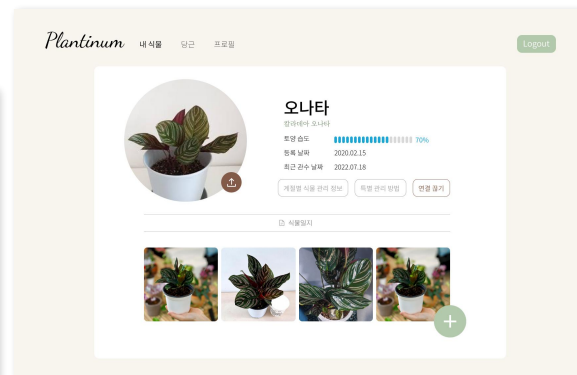 Plantinum 내 식물 당근 프로필 Logout
오나타
칼라데아 오나타
토양 습도 70%
등록 날짜 2020.02.15
최근 관수 날짜 2022.07.18
계절별 식물 관리 정보 특별 관리 방법 연결 끊기
식물일지